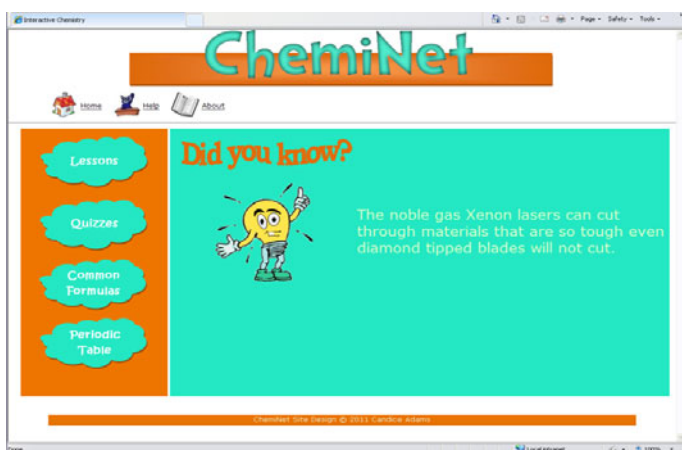 Interactive Chemistry
Page Safety Tools
ChemiNet
Home Help About
Did you know?
Lessons
Quizzes
Common
Formulas
Periodic
Table
The noble gas Xenon lasers can cut
through materials that are so tough even
diamond tipped blades will not cut.
ChemiNet Site Design © 2011 Candice Adams
Done
Local intranet
100%